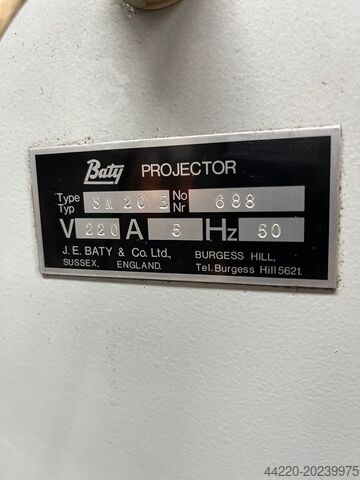 Baty PROJECTOR
Type
Typ SM 20 E No
Nr 688
V 220 A 5 Hz 50
J. E. BATY & Co. Ltd., BURGESS HILL,
SUSSEX, ENGLAND. Tel. Burgess Hill 5621.
44220-20239975